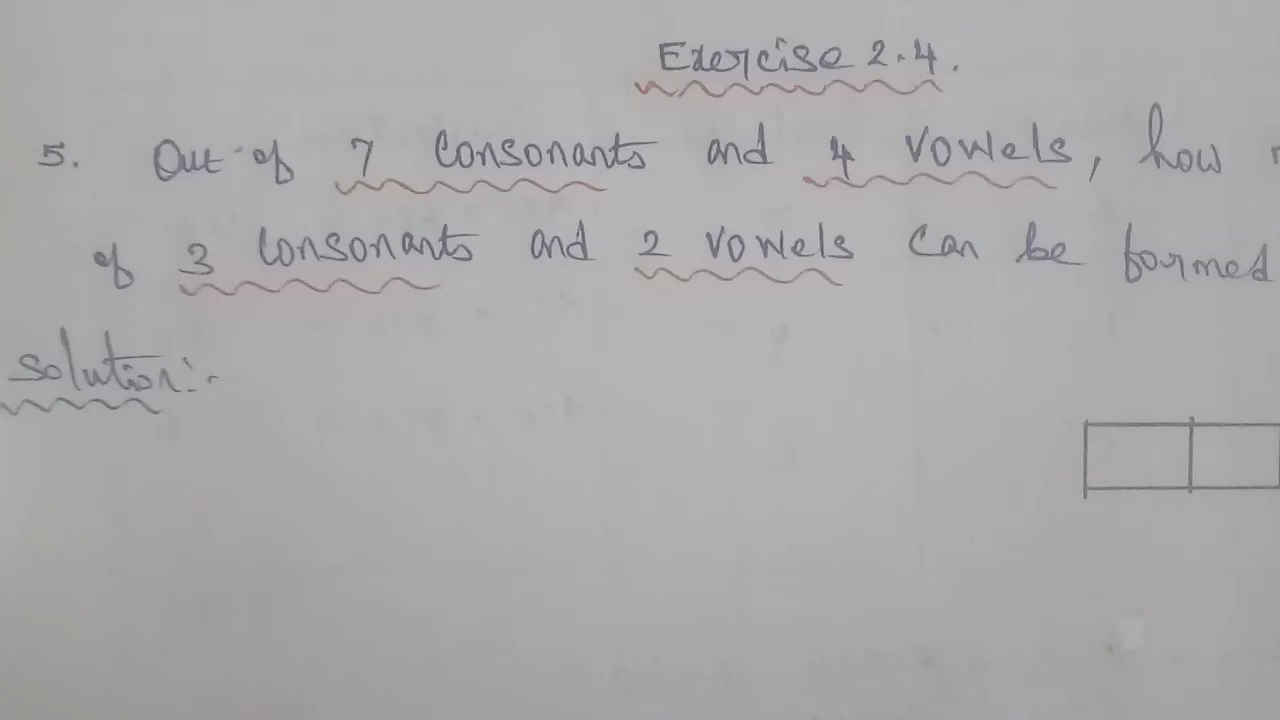 Exercise 2.4.
5. Out of 7 consonants and 4 vowels, how
of 3 consonants and 2 vowels can be formed
Solution:-